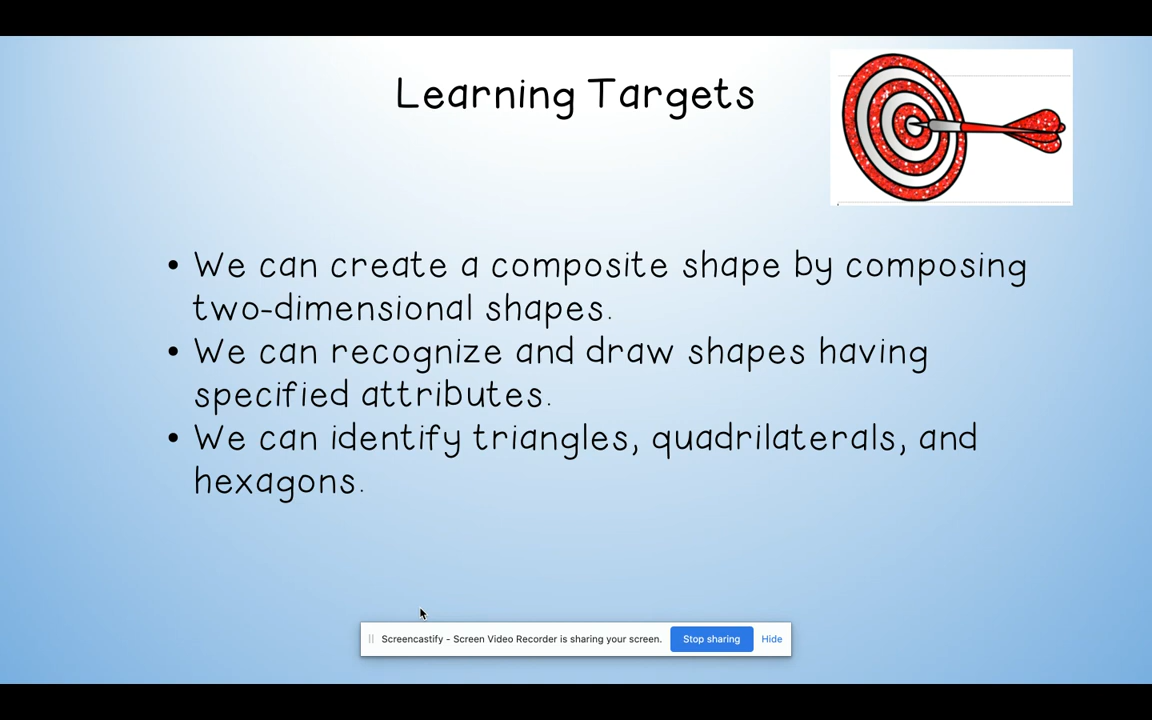 Learning Targets
• We can create a composite shape by composing
two-dimensional shapes.
• We can recognize and draw shapes having
specified attributes.
• We can identify triangles, quadrilaterals, and
hexagons.
Screencastify - Screen Video Recorder is sharing your screen. Stop sharing Hide